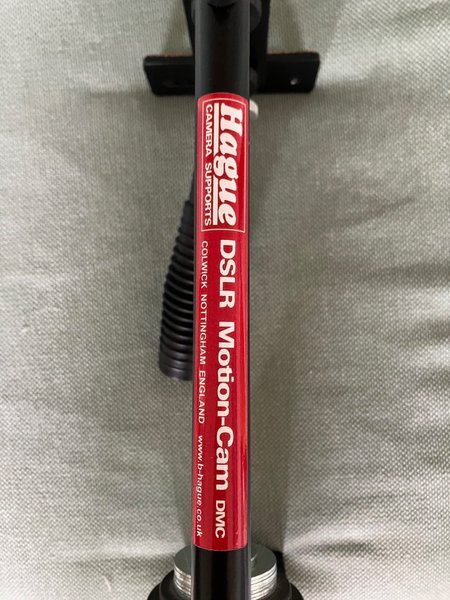 Hague
CAMERA SUPPORTS
DSLR Motion-Cam DMC
COLWICK NOTTINGHAM ENGLAND www.b-hague.co.uk